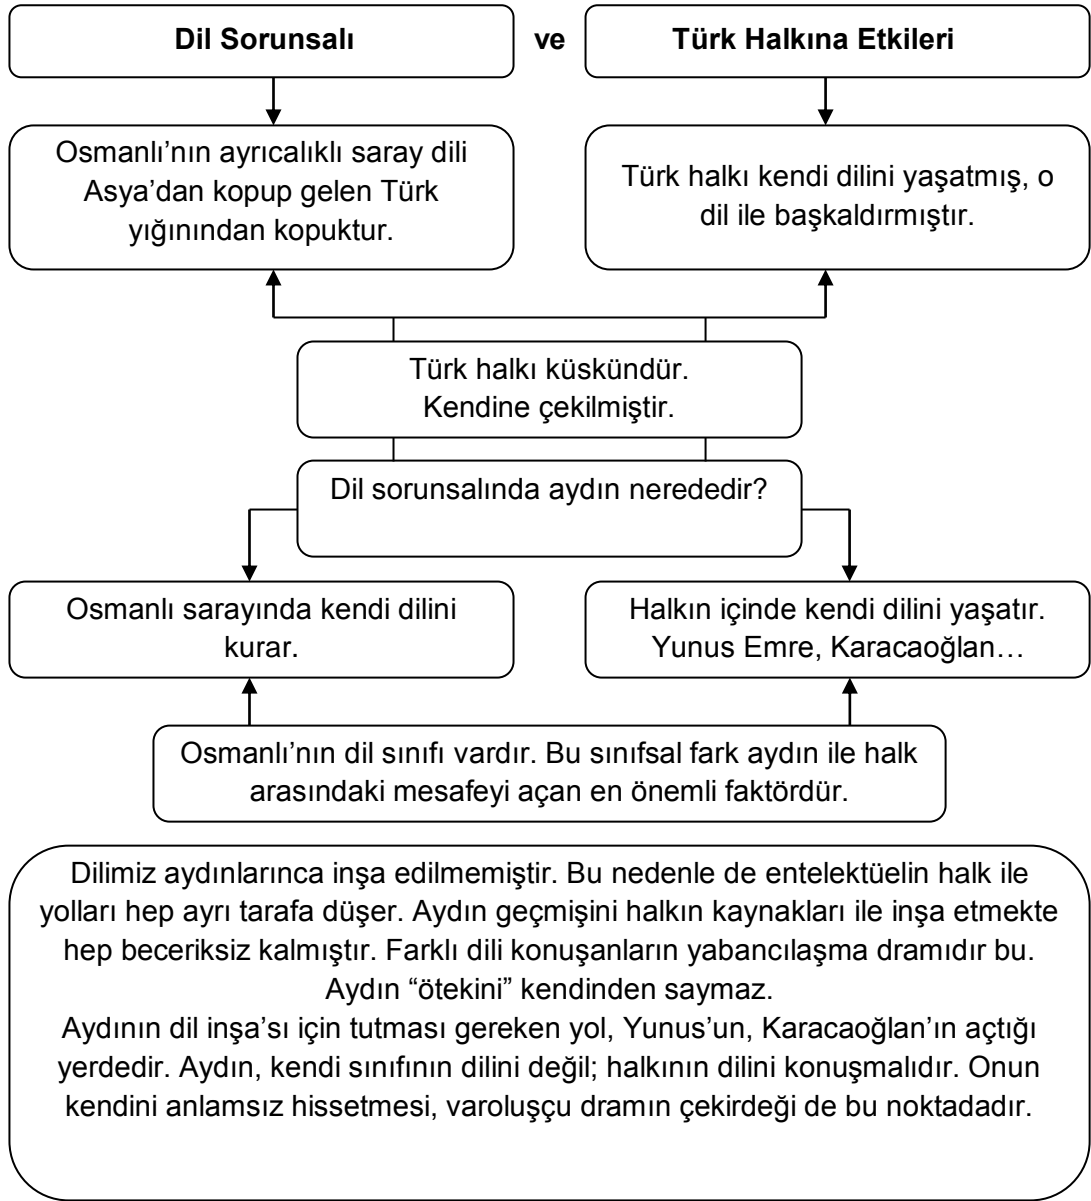 Dil Sorunsalı ve Türk Halkına Etkileri
Osmanlı’nın ayrıcalıklı saray dili
Asya’dan kopup gelen Türk
yığınından kopuktur.
Türk halkı kendi dilini yaşatmış, o
dil ile başkaldırmıştır.
Türk halkı küskündür.
Kendine çekilmiştir.
Dil sorunsalında aydın nerededir?
Osmanlı sarayında kendi dilini
kurar.
Halkın içinde kendi dilini yaşatır.
Yunus Emre, Karacaoğlan…
Osmanlı’nın dil sınıfı vardır. Bu sınıfsal fark aydın ile halk
arasındaki mesafeyi açan en önemli faktördür.
Dilimiz aydınlarınca inşa edilmemiştir. Bu nedenle de entelektüelin halk ile
yolları hep ayrı tarafa düşer. Aydın geçmişini halkın kaynakları ile inşa etmekte
hep beceriksiz kalmıştır. Farklı dili konuşanların yabancılaşma dramıdır bu.
Aydın “ötekini” kendinden saymaz.
Aydının dil inşa’sı için tutması gereken yol, Yunus’un, Karacaoğlan’ın açtığı
yerdedir. Aydın, kendi sınıfının dilini değil; halkının dilini konuşmalıdır. Onun
kendini anlamsız hissetmesi, varoluşçu dramın çekirdeği de bu noktadadır.